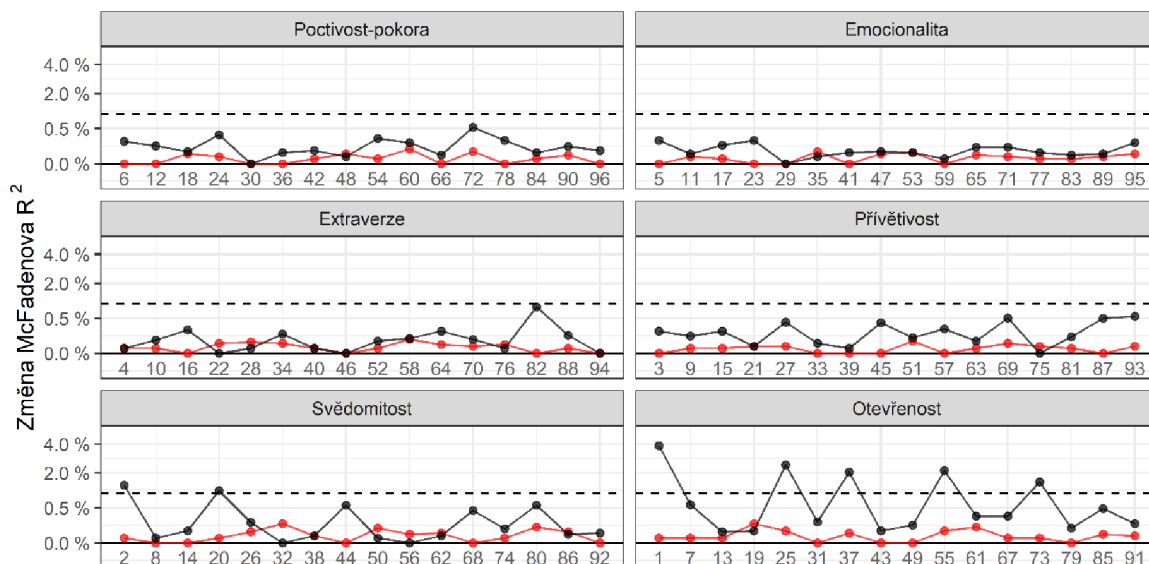 Změna McFadenova R²
Poctivost-pokora
Emocionalita
4.0 %
2.0 %
0.5 %
0.0 %
6 12 18 24 30 36 42 48 54 60 66 72 78 84 90 96
5 11 17 23 29 35 41 47 53 59 65 71 77 83 89 95
Extraverze
Přívětivost
4.0 %
2.0 %
0.5 %
0.0 %
4 10 16 22 28 34 40 46 52 58 64 70 76 82 88 94
3 9 15 21 27 33 39 45 51 57 63 69 75 81 87 93
Svědomitost
Otevřenost
4.0 %
2.0 %
0.5 %
0.0 %
2 8 14 20 26 32 38 44 50 56 62 68 74 80 86 92
1 7 13 19 25 31 37 43 49 55 61 67 73 79 85 91